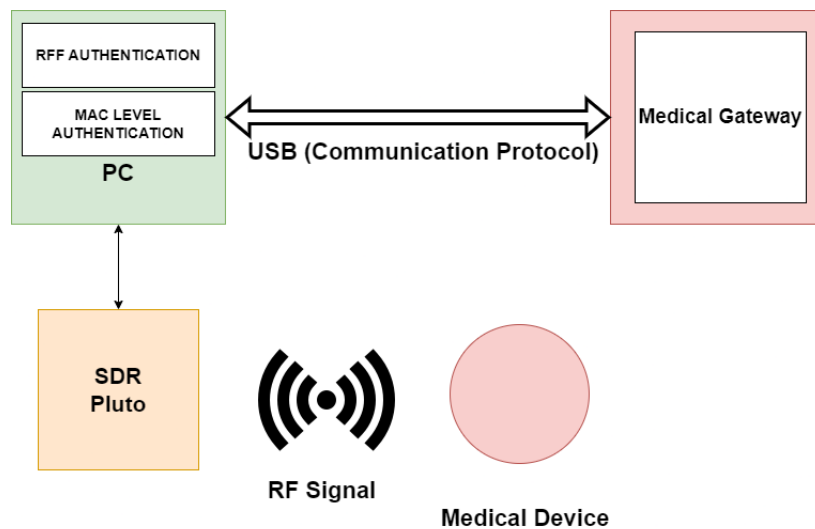 RFF AUTHENTICATION
MAC LEVEL
AUTHENTICATION
PC
USB (Communication Protocol)
Medical Gateway
SDR
Pluto
RF Signal
Medical Device